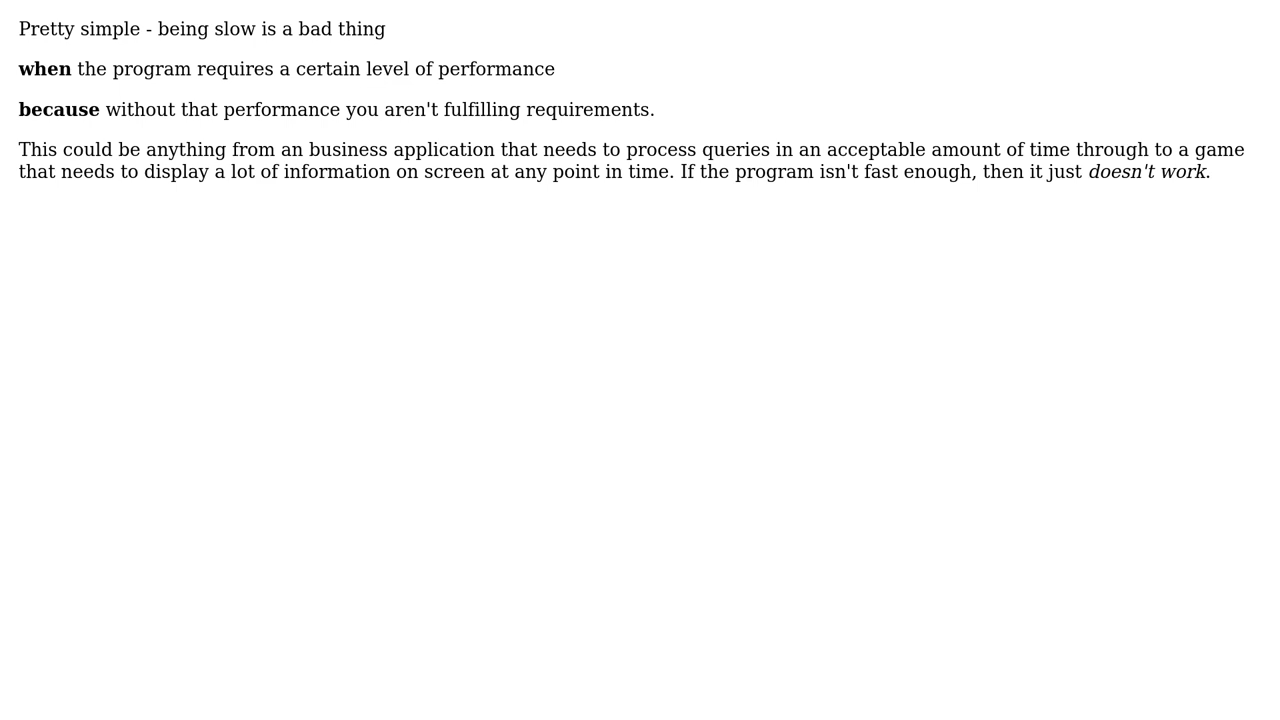 Pretty simple - being slow is a bad thing
when the program requires a certain level of performance
because without that performance you aren't fulfilling requirements.
This could be anything from an business application that needs to process queries in an acceptable amount of time through to a game
that needs to display a lot of information on screen at any point in time. If the program isn't fast enough, then it just doesn't work.